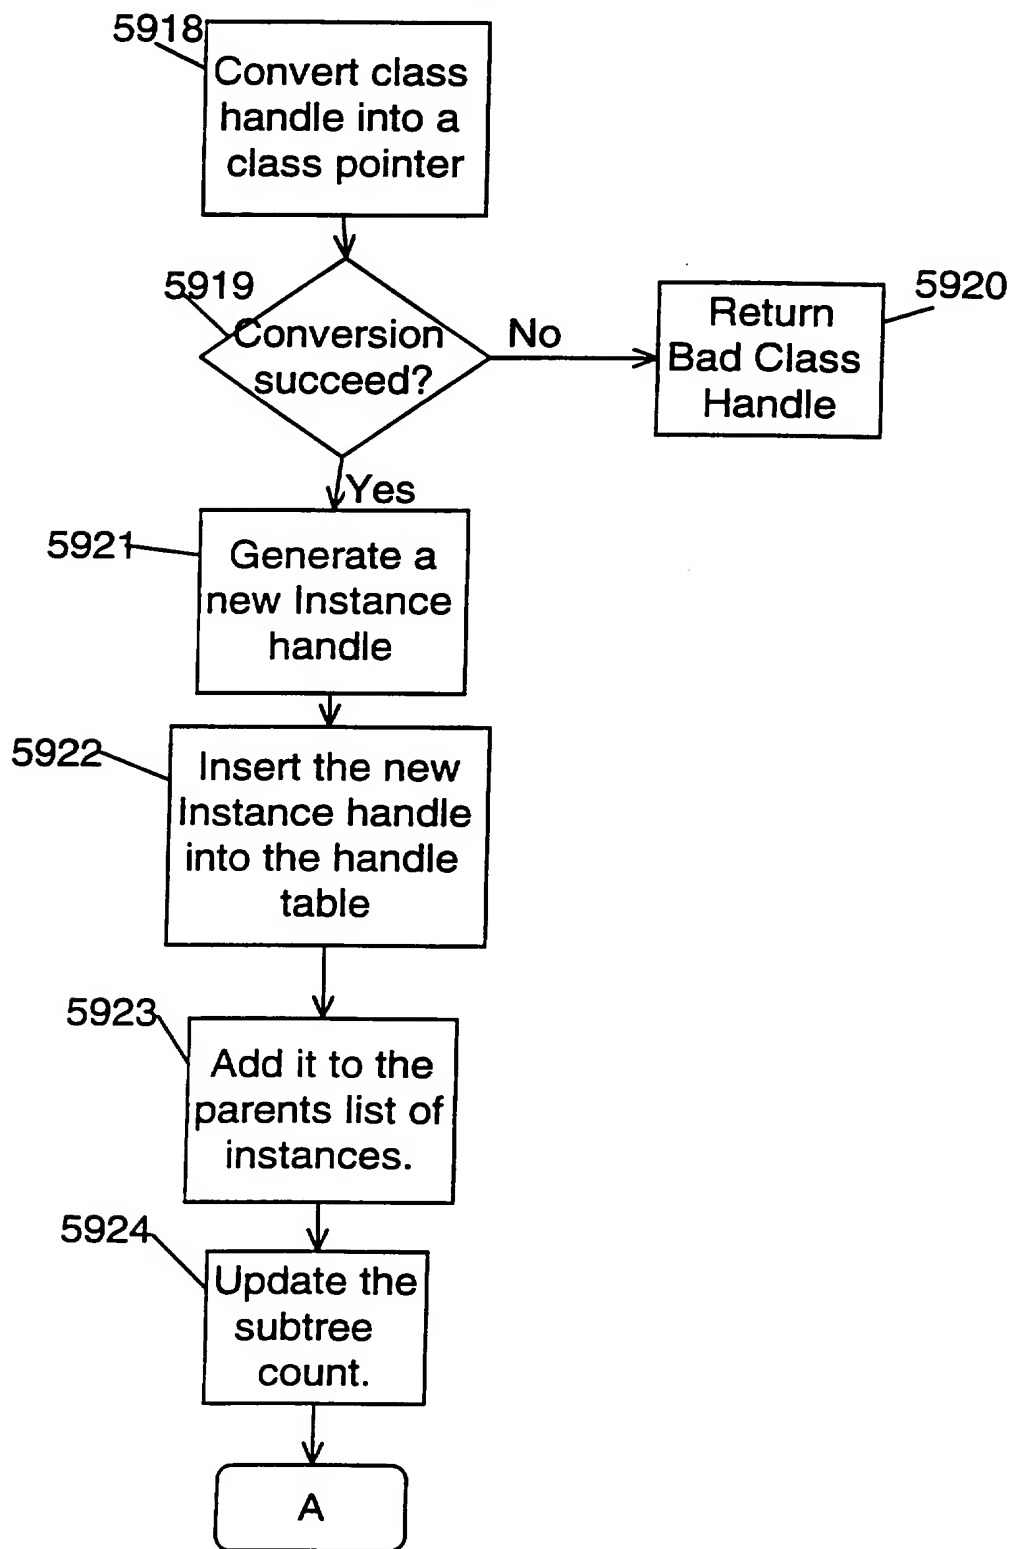 5918
Convert class
handle into a
class pointer
5919
Conversion
succeed?
No
5920
Return
Bad Class
Handle
Yes
5921
Generate a
new Instance
handle
5922
Insert the new
Instance handle
into the handle
table
5923
Add it to the
parents list of
instances.
5924
Update the
subtree
count.
A